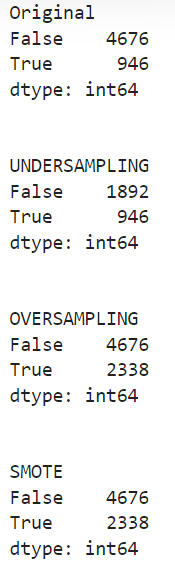 Original
False    4676
True      946
dtype: int64
UNDERSAMPLING
False    1892
True      946
dtype: int64
OVERSAMPLING
False    4676
True     2338
dtype: int64
SMOTE
False    4676
True     2338
dtype: int64